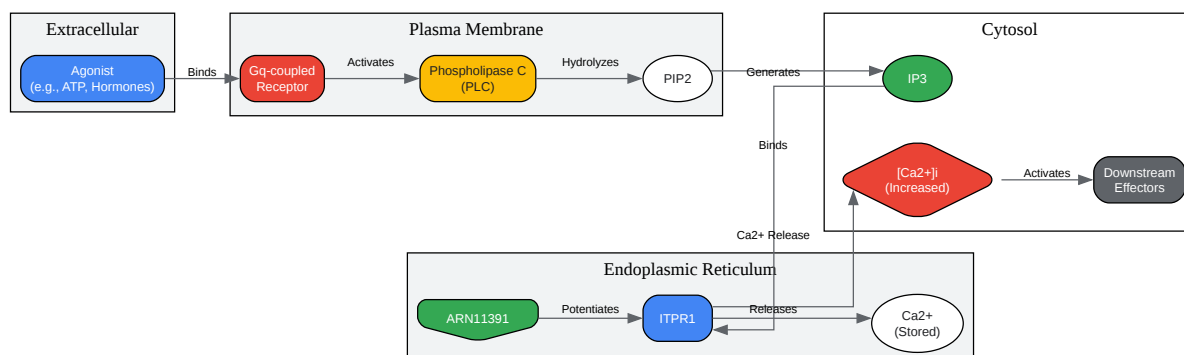 Extracellular
Agonist
(e.g., ATP, Hormones)
Binds
Plasma Membrane
Gq-coupled
Receptor
Activates
Phospholipase C
(PLC)
Hydrolyzes
PIP2
Generates
Cytosol
IP3
Binds
[Ca2+]i
(Increased)
Activates
Downstream
Effectors
Ca2+ Release
Endoplasmic Reticulum
ARN11391
Potentiates
ITPR1
Releases
Ca2+
(Stored)